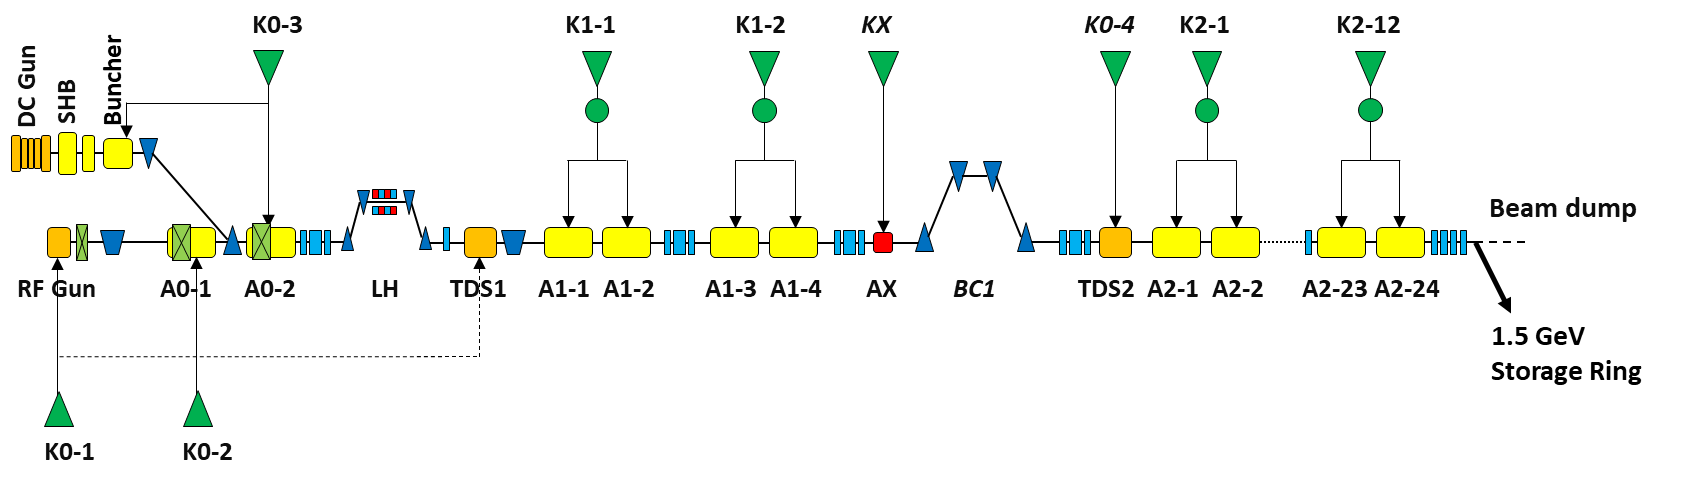 K0-3
K1-1
K1-2
KX
K0-4
K2-1
K2-12
DC Gun
SHB
Buncher
Beam dump
RF Gun
A0-1
A0-2
LH
TDS1
A1-1
A1-2
A1-3
A1-4
AX
BC1
TDS2
A2-1
A2-2
A2-23
A2-24
1.5 GeV
Storage Ring
K0-1
K0-2